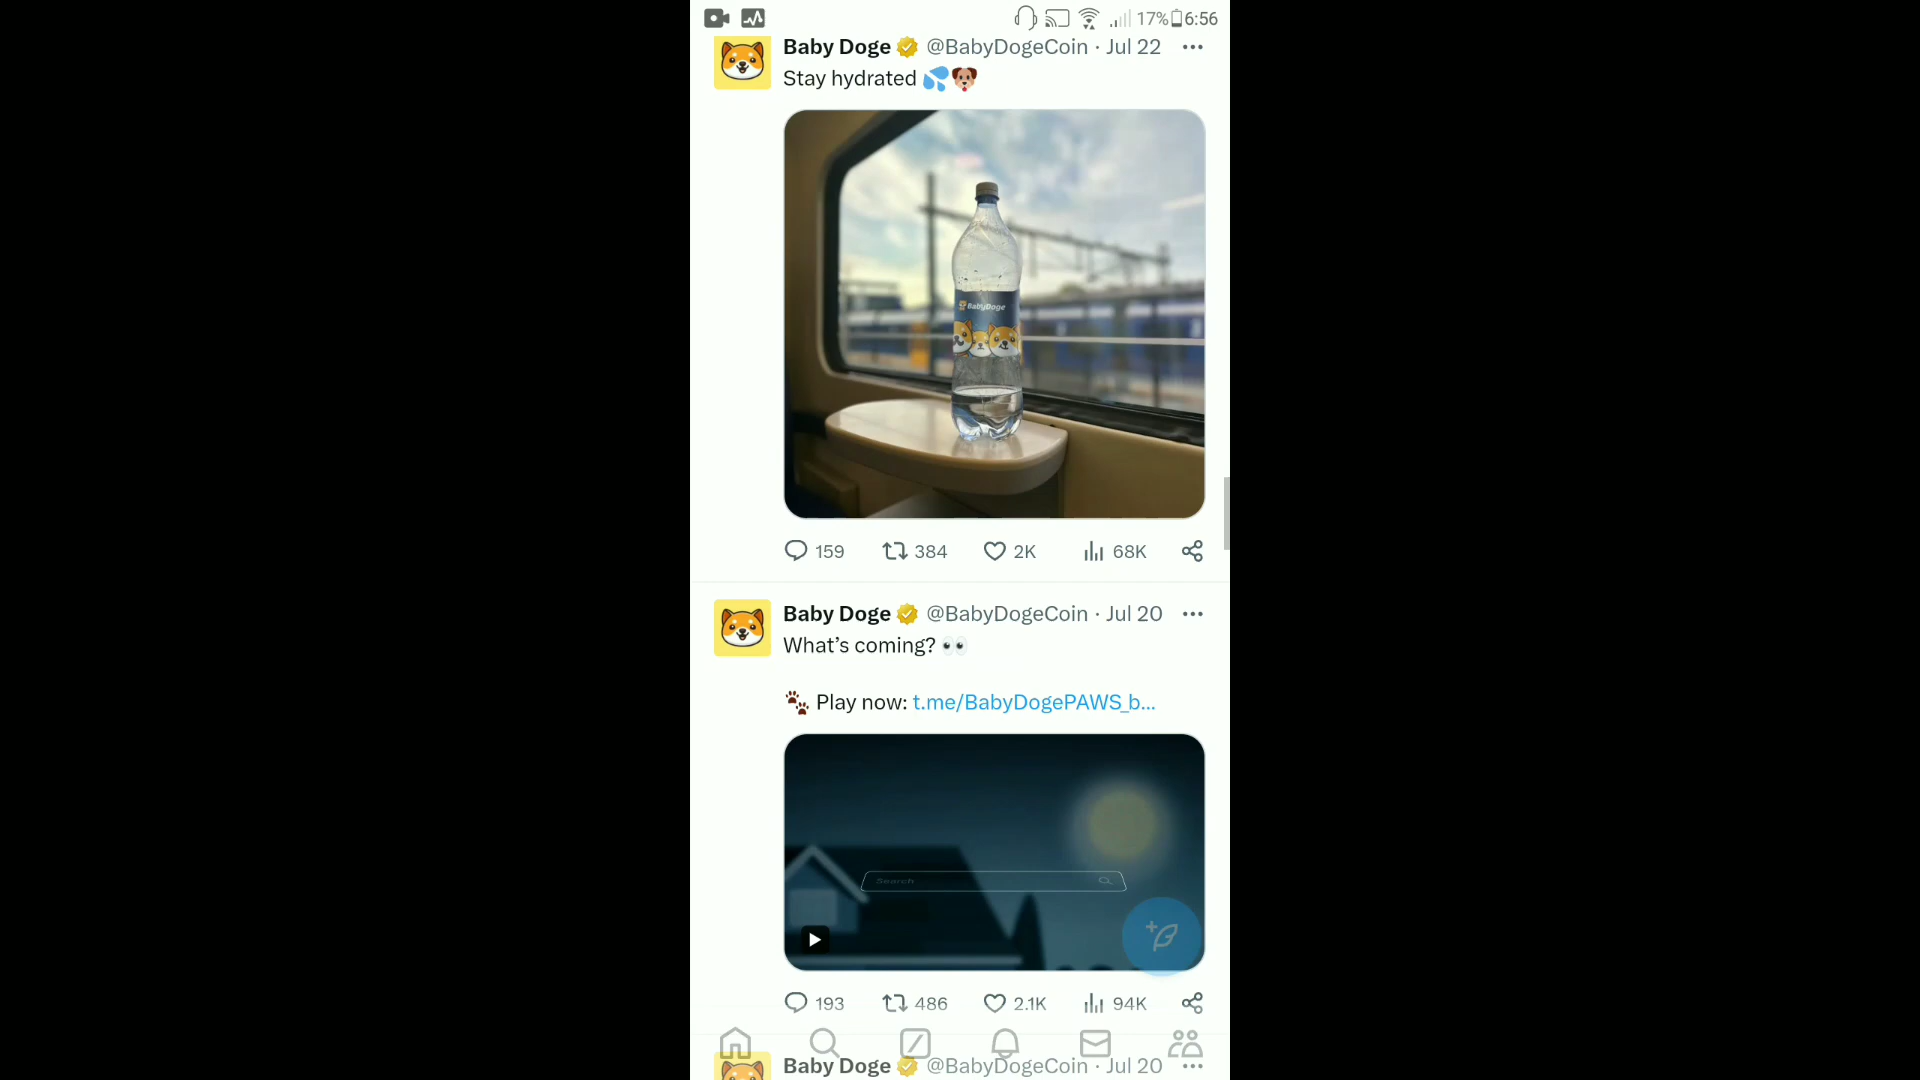 17% 6:56
Baby Doge @BabyDogeCoin · Jul 22
Stay hydrated 💦🐶
BabyDoge
159 384 2K 68K
Baby Doge @BabyDogeCoin · Jul 20
What’s coming? 👀
🐾 Play now: t.me/BabyDogePAWS_b...
Search
193 486 2.1K 94K
Baby Doge @BabyDogeCoin · Jul 20